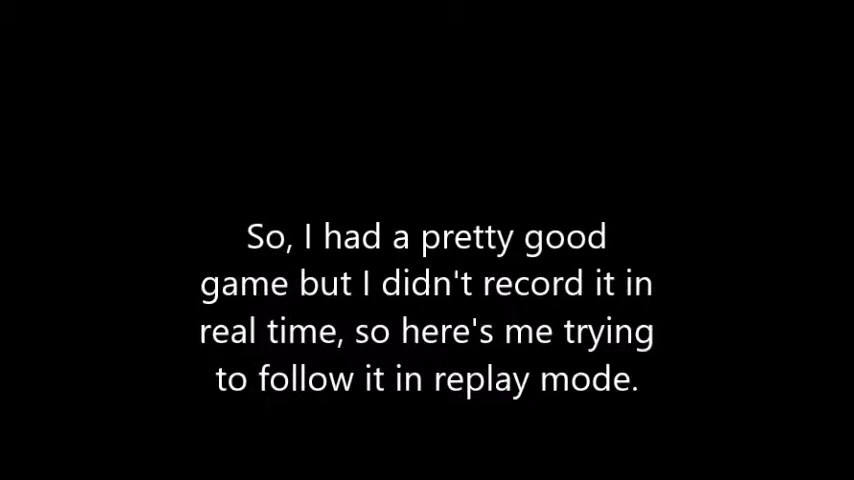 So, I had a pretty good
game but I didn't record it in
real time, so here's me trying
to follow it in replay mode.